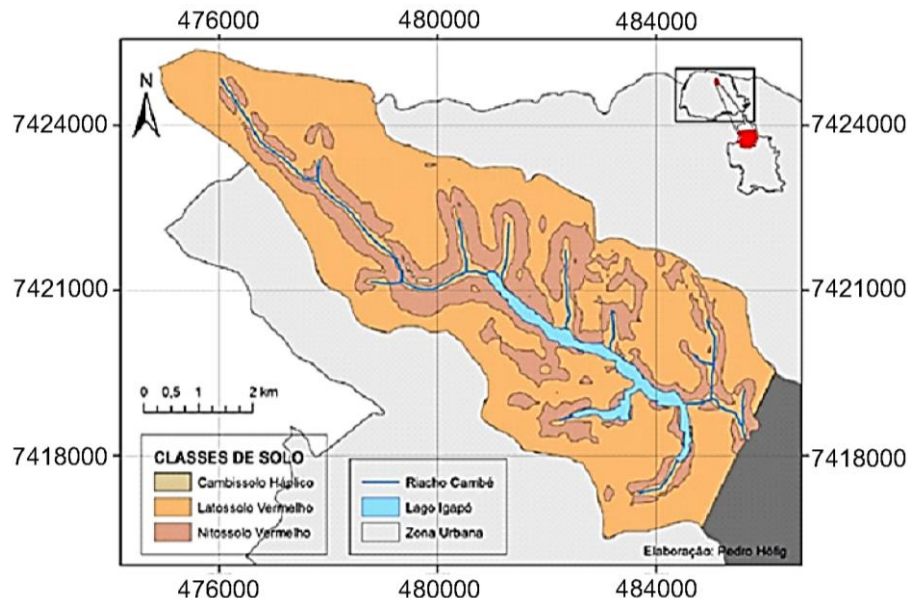 476000 480000 484000
N
7424000 7424000
7421000 7421000
0 0,5 1 2 km
7418000 7418000
CLASSES DE SOLO
Cambissolo Háplico
Latossolo Vermelho
Nitossolo Vermelho
Riacho Cambé
Lago Igapó
Zona Urbana
Elaboração: Pedro Höfig
476000 480000 484000